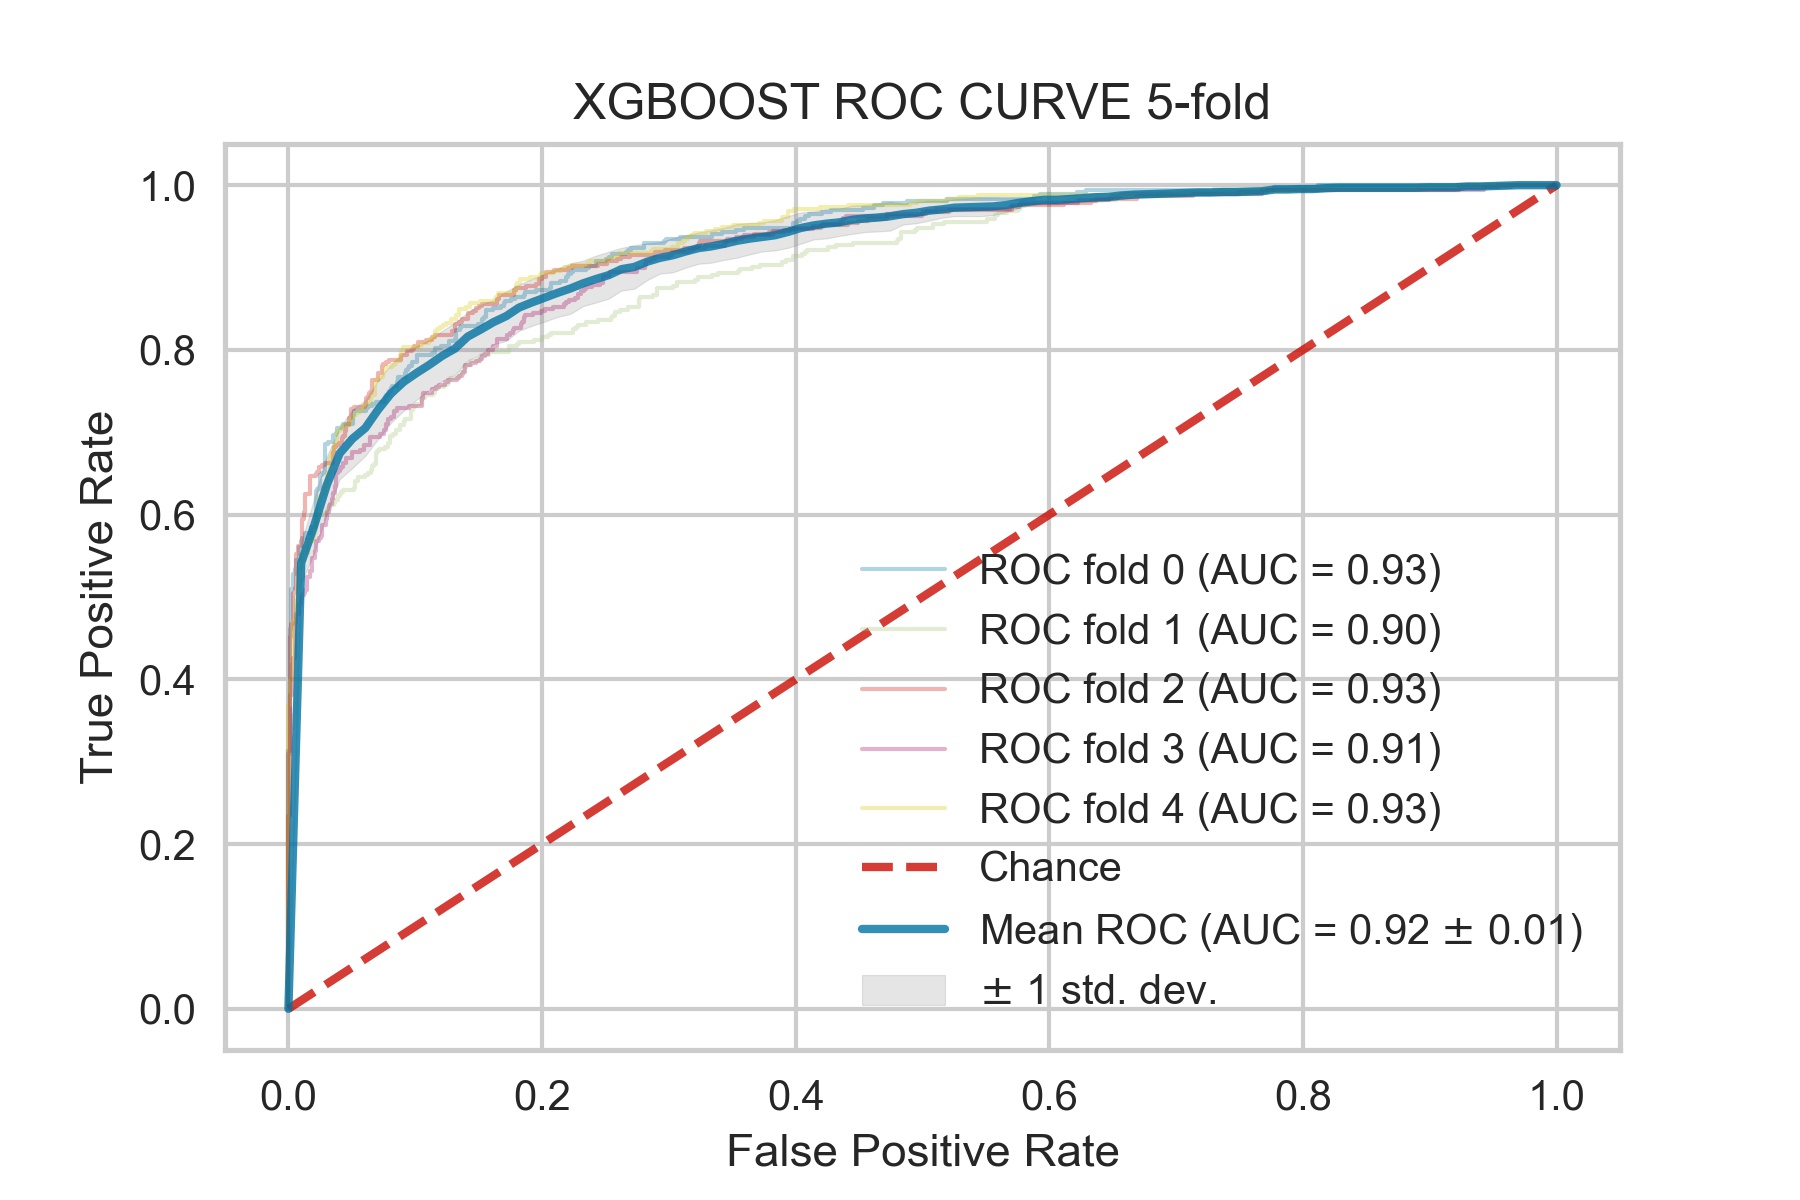 XGBOOST ROC CURVE 5-fold
True Positive Rate
1.0
0.8
0.6
0.4
0.2
0.0
ROC fold 0 (AUC = 0.93)
ROC fold 1 (AUC = 0.90)
ROC fold 2 (AUC = 0.93)
ROC fold 3 (AUC = 0.91)
ROC fold 4 (AUC = 0.93)
Chance
Mean ROC (AUC = 0.92 ± 0.01)
± 1 std. dev.
0.0 0.2 0.4 0.6 0.8 1.0
False Positive Rate